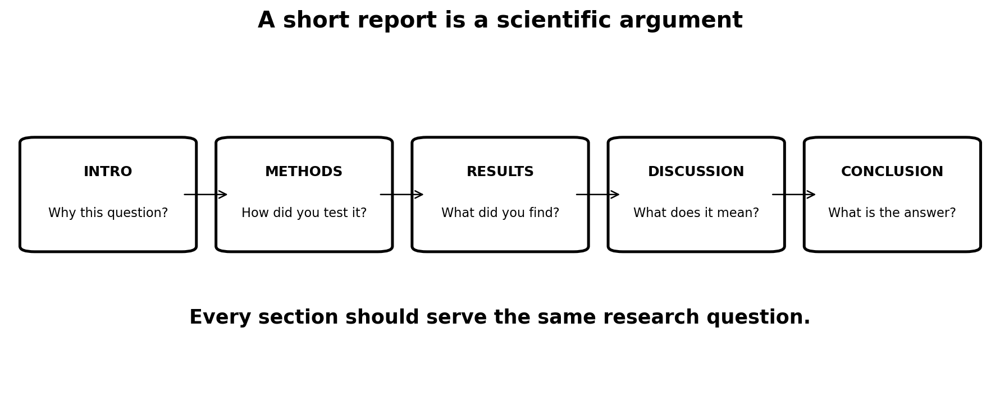 A short report is a scientific argument
INTRO
Why this question?
METHODS
How did you test it?
RESULTS
What did you find?
DISCUSSION
What does it mean?
CONCLUSION
What is the answer?
Every section should serve the same research question.